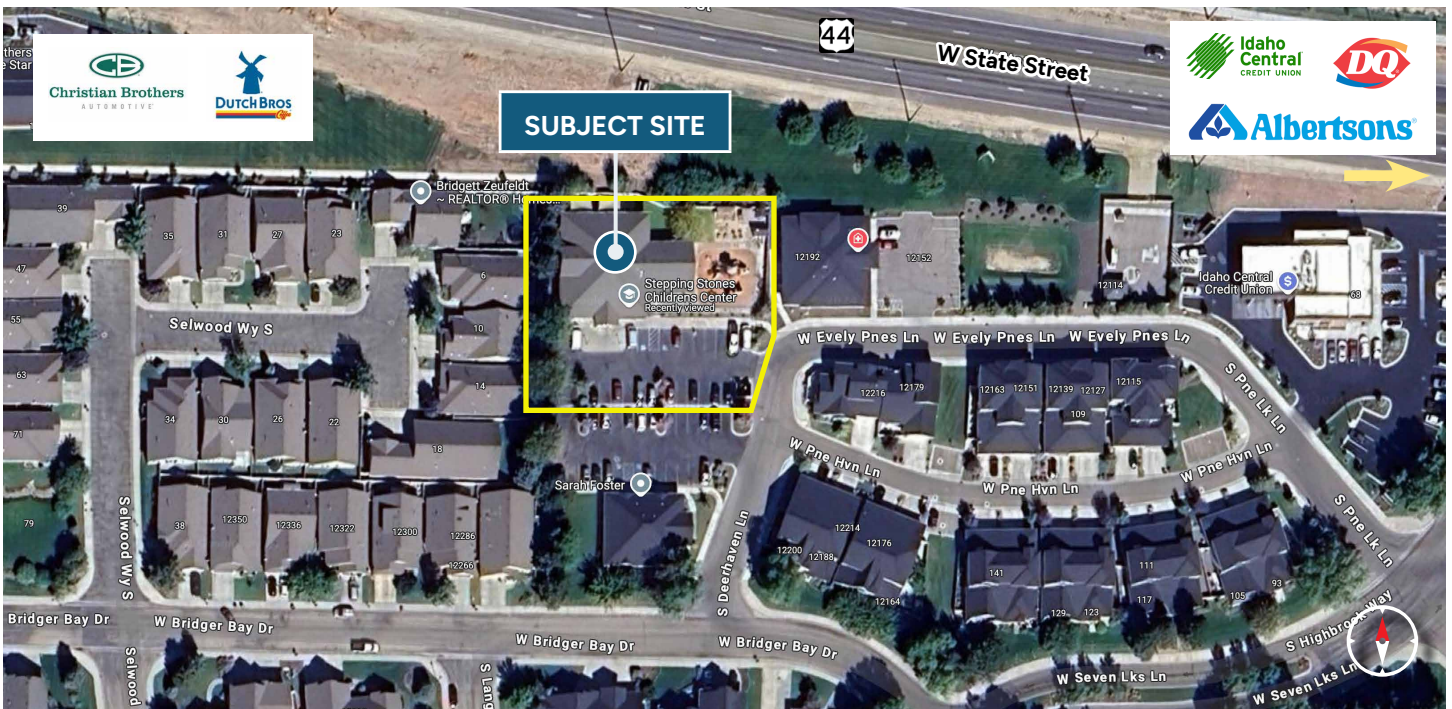 44
W State Street
thers
e Star
Christian Brothers
AUTOMOTIVE
DUTCH BROS
Idaho
Central
CREDIT UNION
DQ
Albertsons
SUBJECT SITE
Bridgett Zeufeldt
~ REALTOR® Homes...
39
35
31
27
23
47
6
55
10
Selwood Wy S
63
14
34
30
26
22
71
18
79
38
12350
12336
12322
12300
12286
12266
Selwood Wy S
Stepping Stones
Childrens Center
Recently viewed
Sarah Foster
12192
12152
12114
Idaho Central
Credit Union
$
68
W Evely Pnes Ln
W Evely Pnes Ln
W Evely Pnes Ln
12216
12179
12163
12151
12139
12127
12115
109
S Pne Lk Ln
W Pne Hvn Ln
W Pne Hvn Ln
W Pne Hvn Ln
S Pne Lk Ln
12200
12188
12214
12176
12164
141
129
123
111
117
105
93
S Deerhaven Ln
Bridger Bay Dr
W Bridger Bay Dr
W Bridger Bay Dr
W Bridger Bay Dr
Selwood
S Lang
S Highbrook Way
W Seven Lks Ln
W Seven Lks Ln